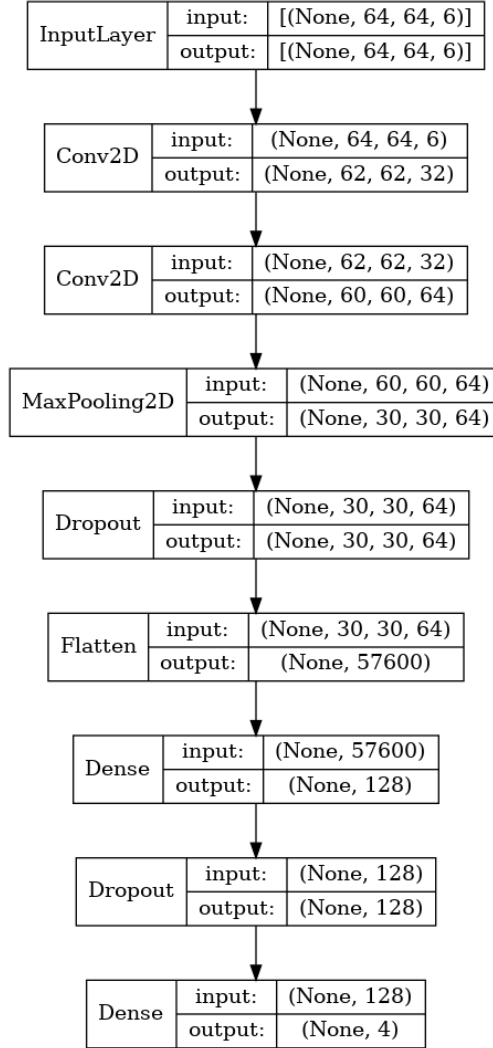 InputLayer
input: [(None, 64, 64, 6)]
output: [(None, 64, 64, 6)]
Conv2D
input: (None, 64, 64, 6)
output: (None, 62, 62, 32)
Conv2D
input: (None, 62, 62, 32)
output: (None, 60, 60, 64)
MaxPooling2D
input: (None, 60, 60, 64)
output: (None, 30, 30, 64)
Dropout
input: (None, 30, 30, 64)
output: (None, 30, 30, 64)
Flatten
input: (None, 30, 30, 64)
output: (None, 57600)
Dense
input: (None, 57600)
output: (None, 128)
Dropout
input: (None, 128)
output: (None, 128)
Dense
input: (None, 128)
output: (None, 4)